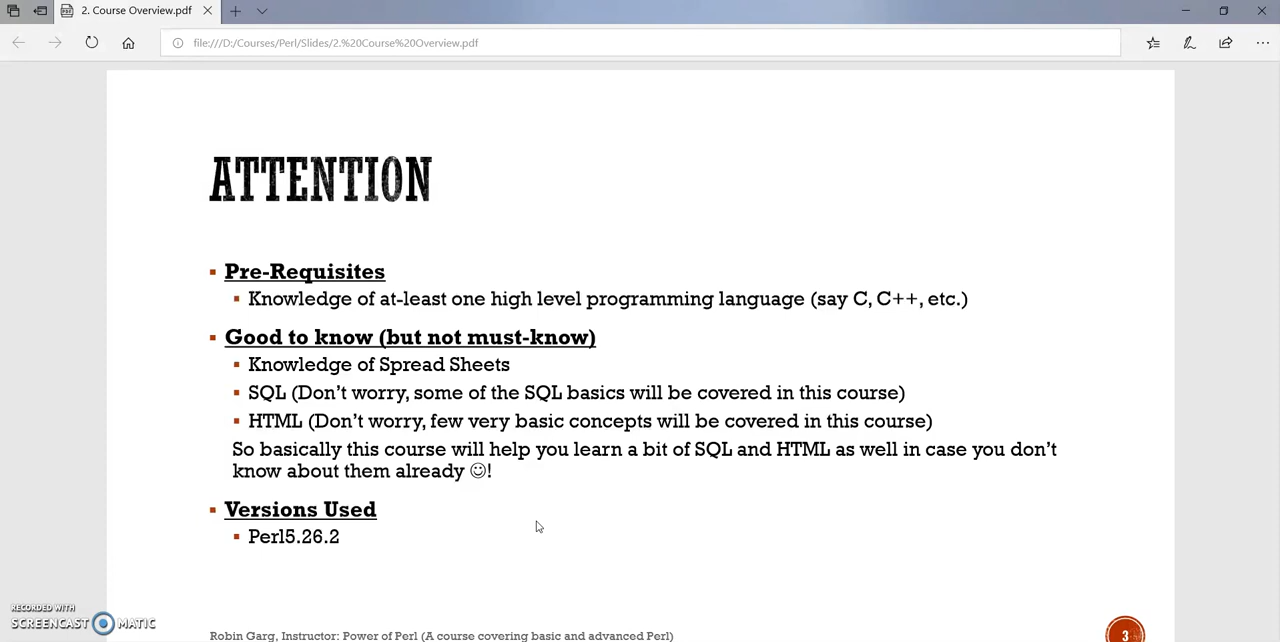 2. Course Overview.pdf
file:///D:/Courses/Perl/Slides/2.%20Course%20Overview.pdf
ATTENTION
Pre-Requisites
Knowledge of at-least one high level programming language (say C, C++, etc.)
Good to know (but not must-know)
Knowledge of Spread Sheets
SQL (Don't worry, some of the SQL basics will be covered in this course)
HTML (Don't worry, few very basic concepts will be covered in this course)
So basically this course will help you learn a bit of SQL and HTML as well in case you don't
know about them already ☺!
Versions Used
Perl5.26.2
RECORDED WITH
SCREENCAST MATIC
Robin Garg, Instructor: Power of Perl (A course covering basic and advanced Perl)
3